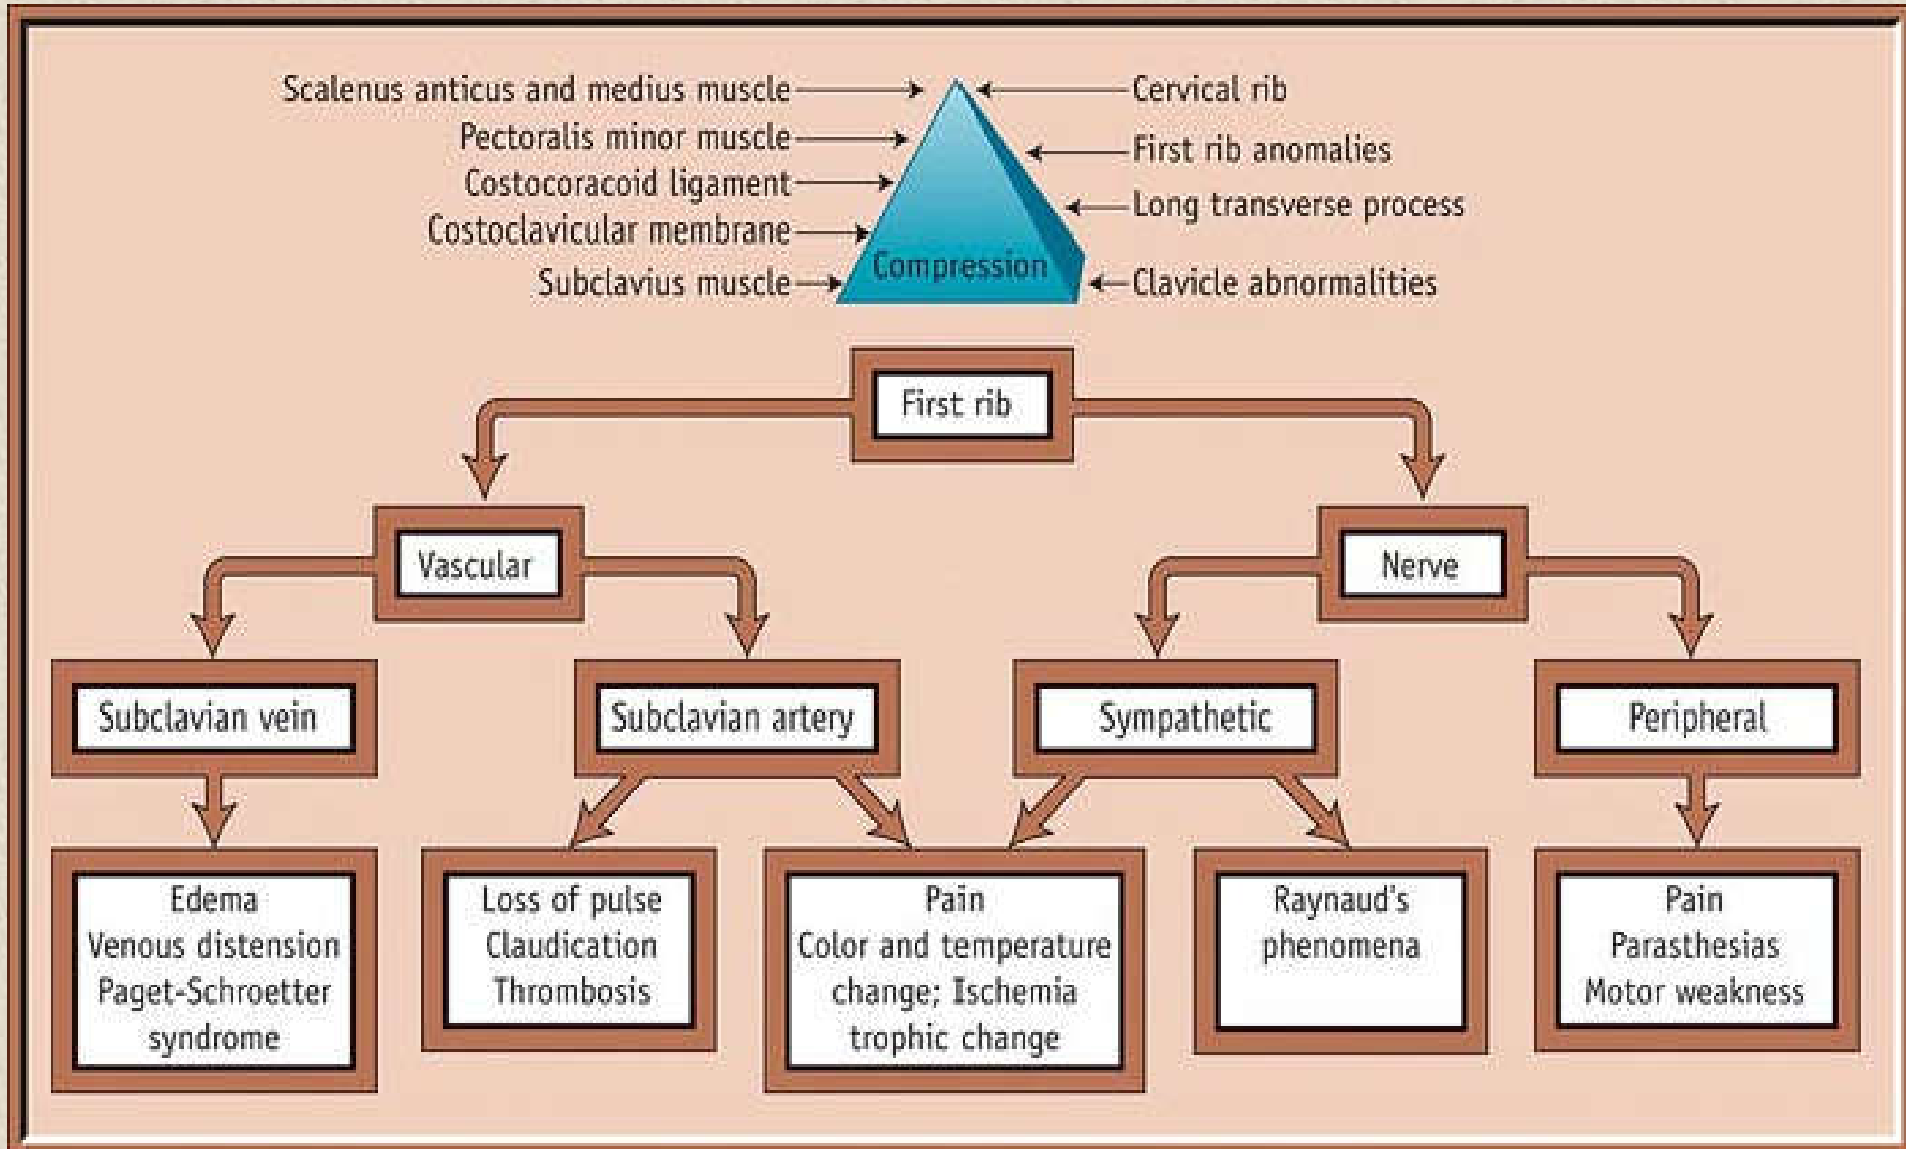 Scalenus anticus and medius muscle
Pectoralis minor muscle
Costocoracoid ligament
Costoclavicular membrane
Subclavius muscle
Cervical rib
First rib anomalies
Long transverse process
Clavicle abnormalities
Compression
First rib
Vascular
Nerve
Subclavian vein
Subclavian artery
Sympathetic
Peripheral
Edema
Venous distension
Paget-Schroetter
syndrome
Loss of pulse
Claudication
Thrombosis
Pain
Color and temperature
change; Ischemia
trophic change
Raynaud's
phenomena
Pain
Parasthesias
Motor weakness